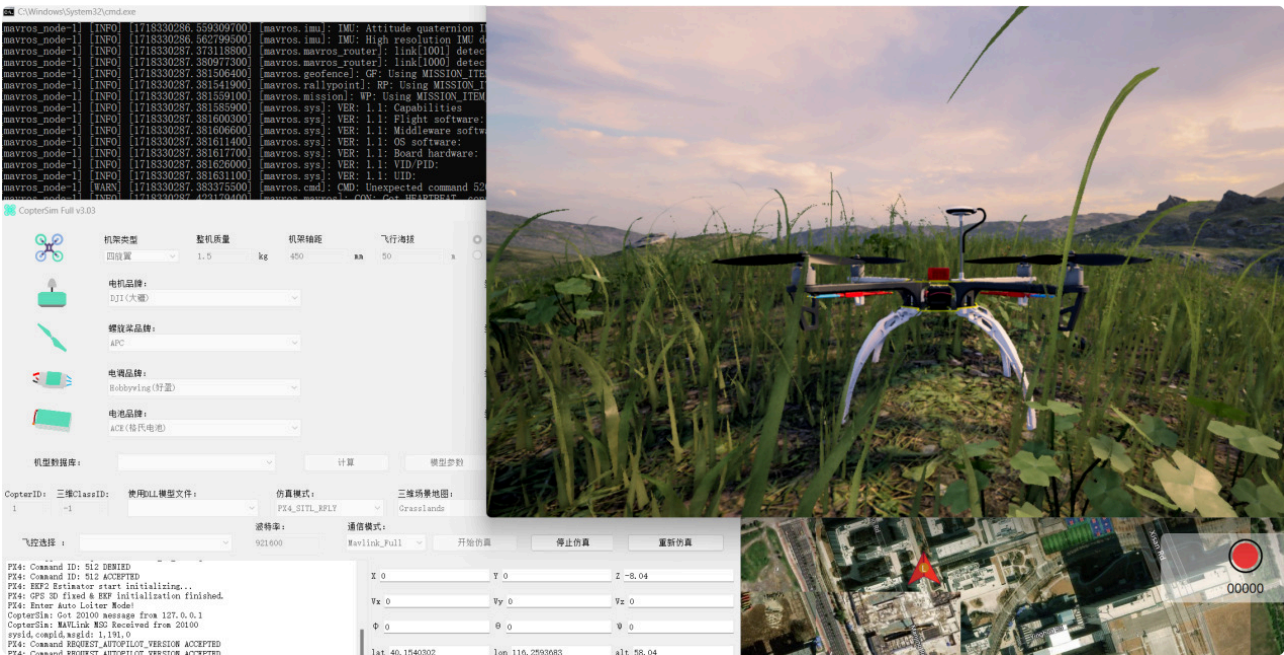 C:\Windows\System32\cmd.exe
mavros_node-1] [INFO] [1718330286.559309700] [mavros.imu]: IMU: Attitude quaternion I
mavros_node-1] [INFO] [1718330286.562799500] [mavros.imu]: IMU: High resolution IMU d
mavros_node-1] [INFO] [1718330287.373118800] [mavros.mavros_router]: link[1001] detec
mavros_node-1] [INFO] [1718330287.380977300] [mavros.mavros_router]: link[1000] detec
mavros_node-1] [INFO] [1718330287.381506400] [mavros.geofence]: GF: Using MISSION_ITE
mavros_node-1] [INFO] [1718330287.381541900] [mavros.rallypoint]: RP: Using MISSION_I
mavros_node-1] [INFO] [1718330287.381559100] [mavros.mission]: WP: Using MISSION_ITEM
mavros_node-1] [INFO] [1718330287.381585900] [mavros.sys]: VER: 1.1: Capabilities
mavros_node-1] [INFO] [1718330287.381600300] [mavros.sys]: VER: 1.1: Flight software:
mavros_node-1] [INFO] [1718330287.381606600] [mavros.sys]: VER: 1.1: Middleware softw
mavros_node-1] [INFO] [1718330287.381611400] [mavros.sys]: VER: 1.1: OS software:
mavros_node-1] [INFO] [1718330287.381617700] [mavros.sys]: VER: 1.1: Board hardware:
mavros_node-1] [INFO] [1718330287.381626000] [mavros.sys]: VER: 1.1: VID/PID:
mavros_node-1] [INFO] [1718330287.381631100] [mavros.sys]: VER: 1.1: UID:
mavros_node-1] [WARN] [1718330287.383375500] [mavros.cmd]: CMD: Unexpected command 520
mavros_node-1] [INFO] [1718330287.423179400] [mavros.mavros]: CON: Got HEARTBEAT, con
CopterSim Full v3.03
机架类型 整机质量 机架轴距 飞行海拔
四旋翼 1.5 kg 450 mm 50 m
电机品牌:
DJI(大疆)
螺旋桨品牌:
APC
电调品牌:
Hobbywing(好盈)
电池品牌:
ACE(格氏电池)
机型数据库: 计算 模型参数
CopterID: 三维ClassID: 使用DLL模型文件: 仿真模式: 三维场景地图:
1 -1 PX4_SITL_RFLY Grasslands
波特率: 通信模式:
飞控选择 : 921600 Mavlink_Full 开始仿真 停止仿真 重新仿真
PX4: Command ID: 512 DENIED
PX4: Command ID: 512 ACCEPTED
PX4: EKF2 Estimator start initializing...
PX4: GPS 3D fixed & EKF initialization finished.
PX4: Enter Auto Loiter Mode!
CopterSim: Got 20100 message from 127.0.0.1
CopterSim: MAVLink MSG Received from 20100
sysid,compid,msgid: 1,191,0
PX4: Command REQUEST_AUTOPILOT_VERSION ACCEPTED
PX4: Command REQUEST_AUTOPILOT_VERSION ACCEPTED
X 0 Y 0 Z -8.04
Vx 0 Vy 0 Vz 0
Φ 0 θ 0 Ψ 0
lat 40.1540302 lon 116.2593683 alt 58.04
00000